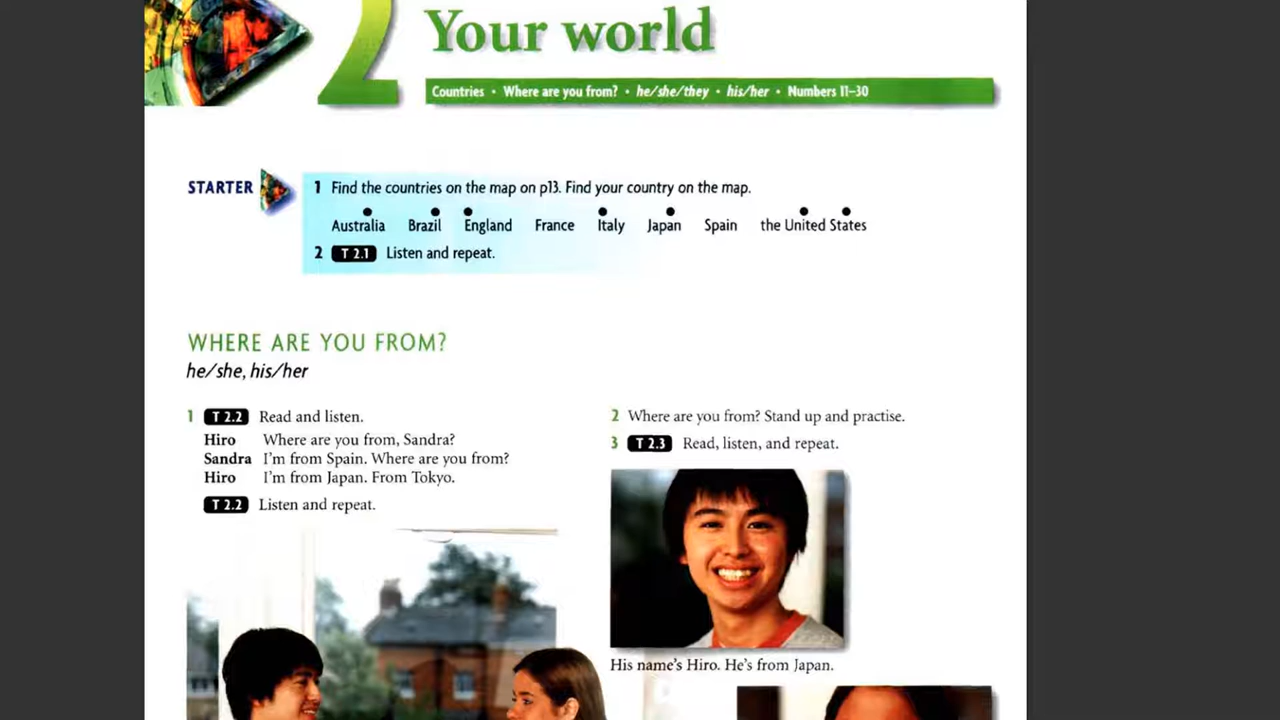 2
Your world
Countries • Where are you from? • he/she/they • his/her • Numbers 11–30
STARTER
1 Find the countries on the map on p13. Find your country on the map.
Australia Brazil England France Italy Japan Spain the United States
2 T 2.1 Listen and repeat.
WHERE ARE YOU FROM?
he/she, his/her
1 T 2.2 Read and listen.
Hiro Where are you from, Sandra?
Sandra I'm from Spain. Where are you from?
Hiro I'm from Japan. From Tokyo.
T 2.2 Listen and repeat.
2 Where are you from? Stand up and practise.
3 T 2.3 Read, listen, and repeat.
His name's Hiro. He's from Japan.